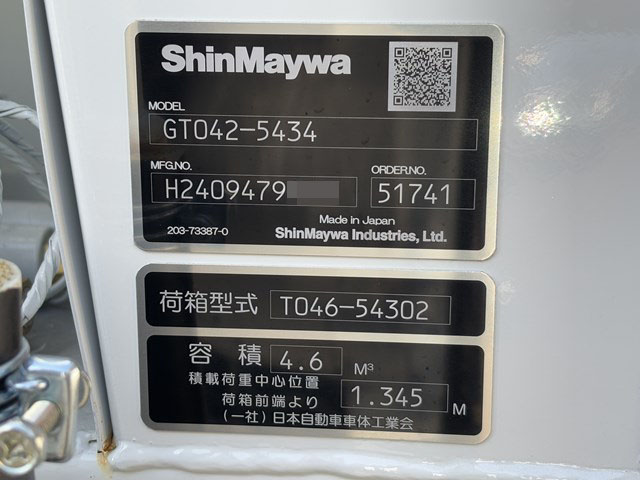 ShinMaywa
MODEL
GT042-5434
MFG.NO. ORDER.NO.
H2409479 51741
Made in Japan
203-73387-0 ShinMaywa Industries, Ltd.
荷箱型式 T046-54302
容積 4.6 M³
積載荷重中心位置
荷箱前端より 1.345 M
(一社)日本自動車車体工業会